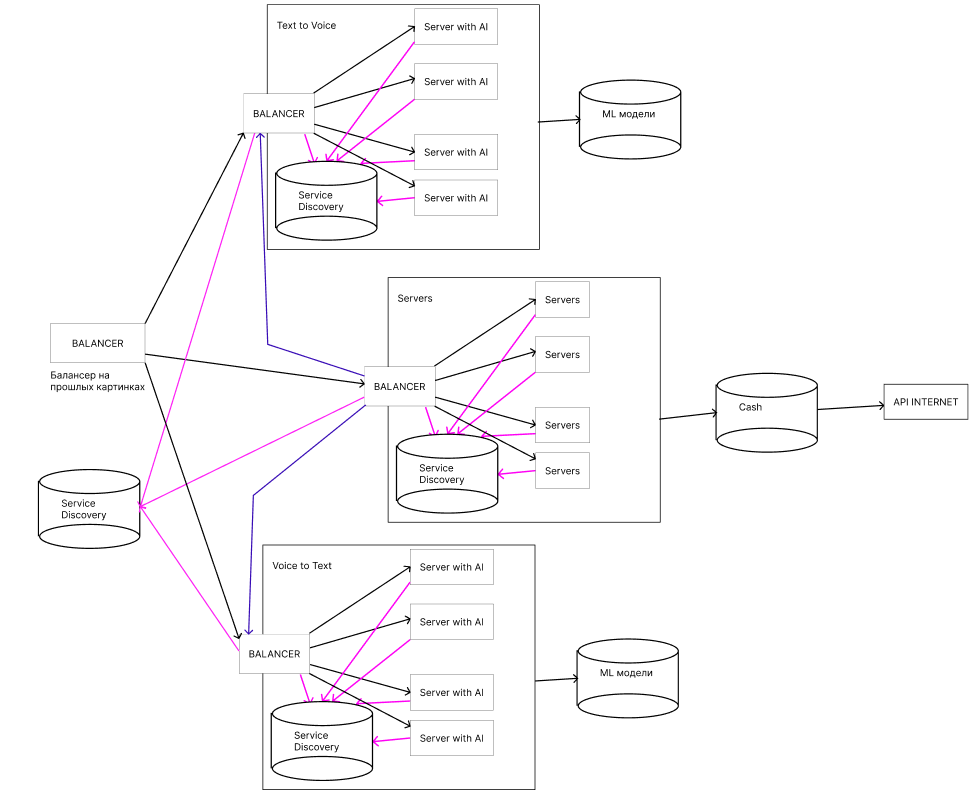 Text to Voice
Server with AI
Server with AI
BALANCER
Server with AI
Server with AI
Service
Discovery
ML модели
BALANCER
Балансер на
прошлых картинках
Servers
Servers
Servers
BALANCER
Servers
Servers
Service
Discovery
Cash
API INTERNET
Service
Discovery
Voice to Text
Server with AI
Server with AI
BALANCER
Server with AI
Server with AI
Service
Discovery
ML модели